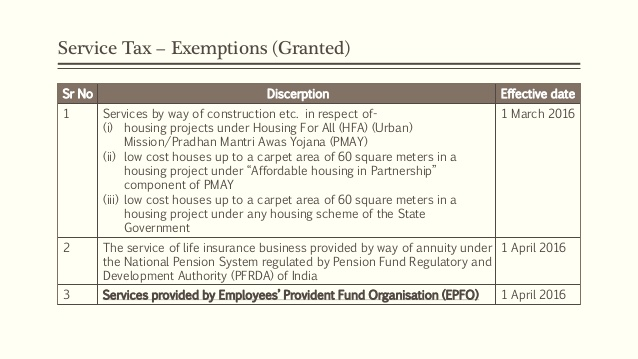 Service Tax – Exemptions (Granted)
Sr No Discerption Effective date
1 Services by way of construction etc. in respect of- 1 March 2016
(i) housing projects under Housing For All (HFA) (Urban)
Mission/Pradhan Mantri Awas Yojana (PMAY)
(ii) low cost houses up to a carpet area of 60 square meters in a
housing project under “Affordable housing in Partnership”
component of PMAY
(iii) low cost houses up to a carpet area of 60 square meters in a
housing project under any housing scheme of the State
Government
2 The service of life insurance business provided by way of annuity under 1 April 2016
the National Pension System regulated by Pension Fund Regulatory and
Development Authority (PFRDA) of India
3 Services provided by Employees’ Provident Fund Organisation (EPFO) 1 April 2016